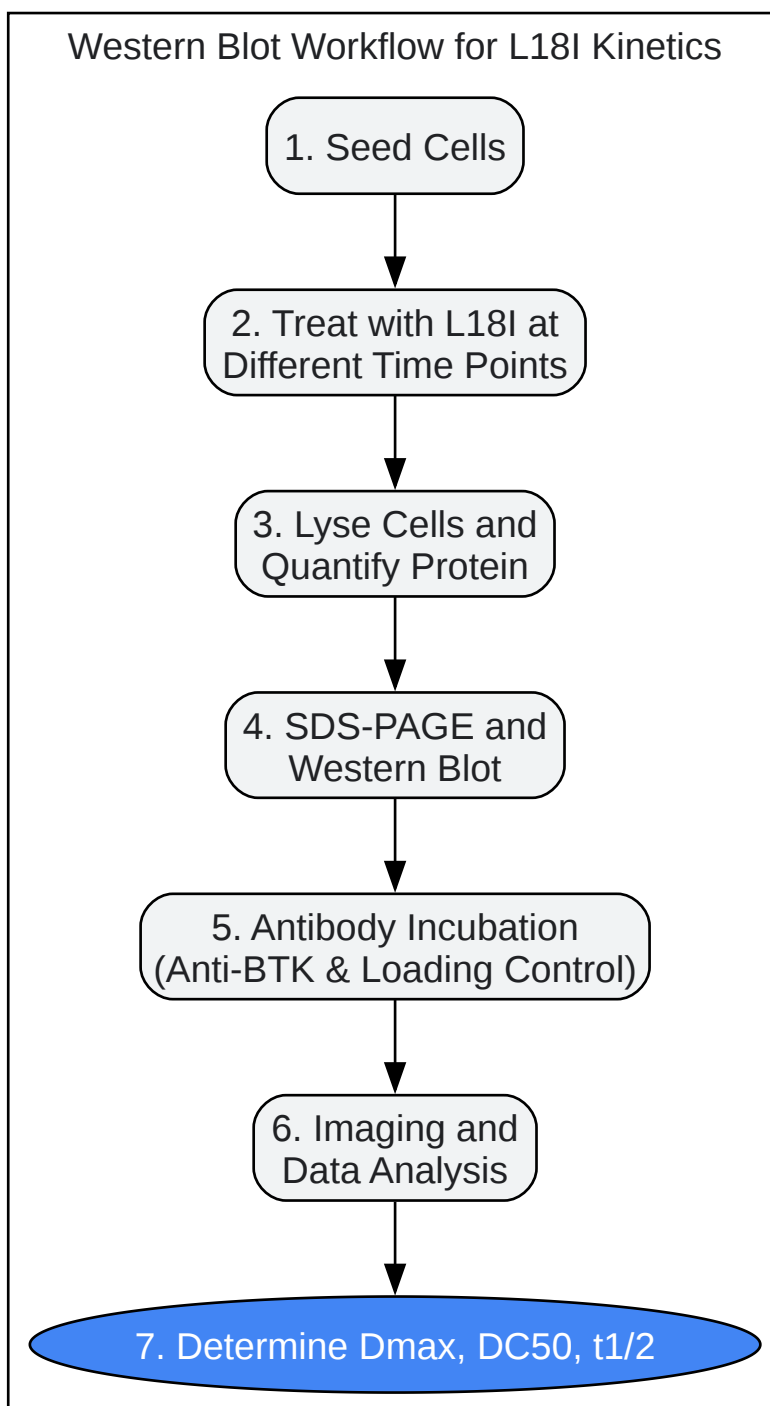 Western Blot Workflow for L18I Kinetics
1. Seed Cells
2. Treat with L18I at
Different Time Points
3. Lyse Cells and
Quantify Protein
4. SDS-PAGE and
Western Blot
5. Antibody Incubation
(Anti-BTK & Loading Control)
6. Imaging and
Data Analysis
7. Determine Dmax, DC50, t1/2